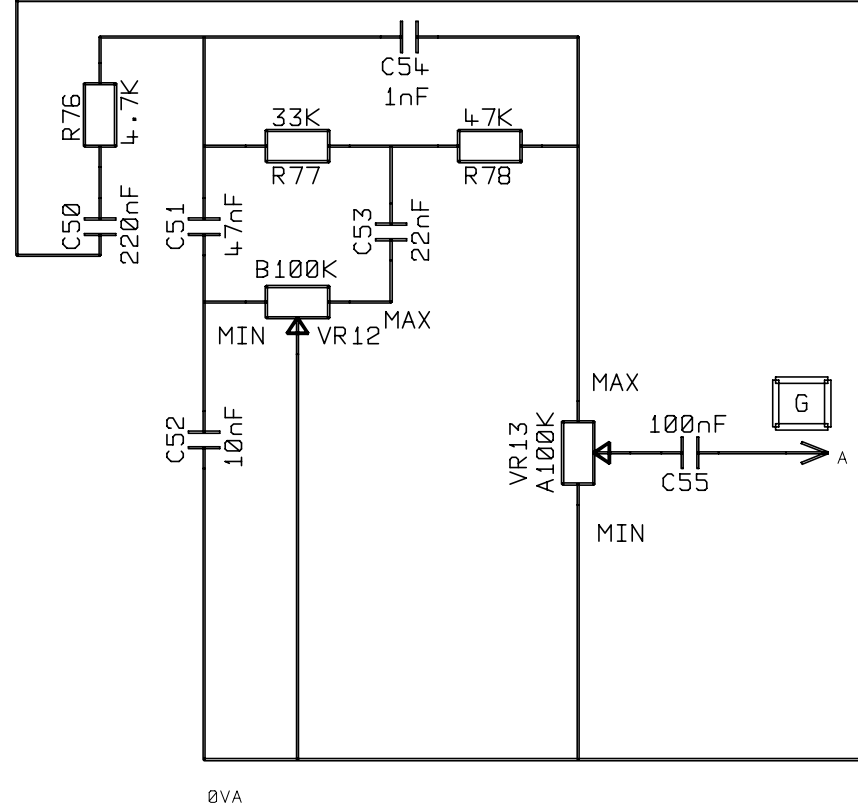 C54
1nF
R76
4.7K
33K
47K
R77
R78
C50
220nF
C51
47nF
C53
22nF
B100K
MIN
VR12
MAX
MAX
G
C52
10nF
VR13
A100K
100nF
C55
A
MIN
0VA